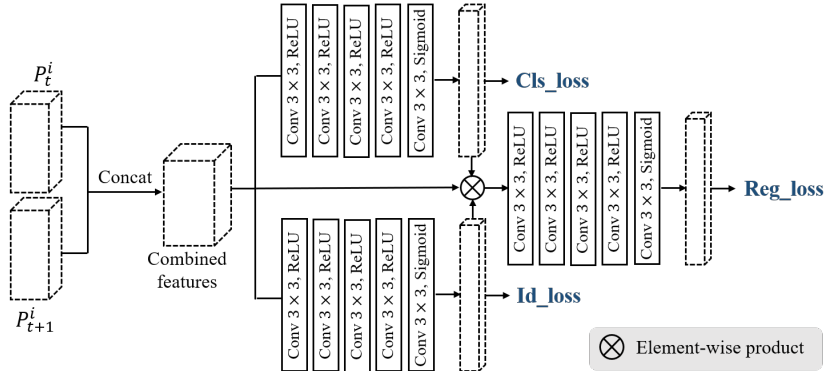 P_t^i
P_{t+1}^i
Concat
Combined
features
Conv 3 × 3, ReLU
Conv 3 × 3, ReLU
Conv 3 × 3, ReLU
Conv 3 × 3, ReLU
Conv 3 × 3, Sigmoid
Cls_loss
Conv 3 × 3, ReLU
Conv 3 × 3, ReLU
Conv 3 × 3, ReLU
Conv 3 × 3, ReLU
Conv 3 × 3, Sigmoid
Id_loss
Conv 3 × 3, ReLU
Conv 3 × 3, ReLU
Conv 3 × 3, ReLU
Conv 3 × 3, ReLU
Conv 3 × 3, Sigmoid
Reg_loss
Element-wise product